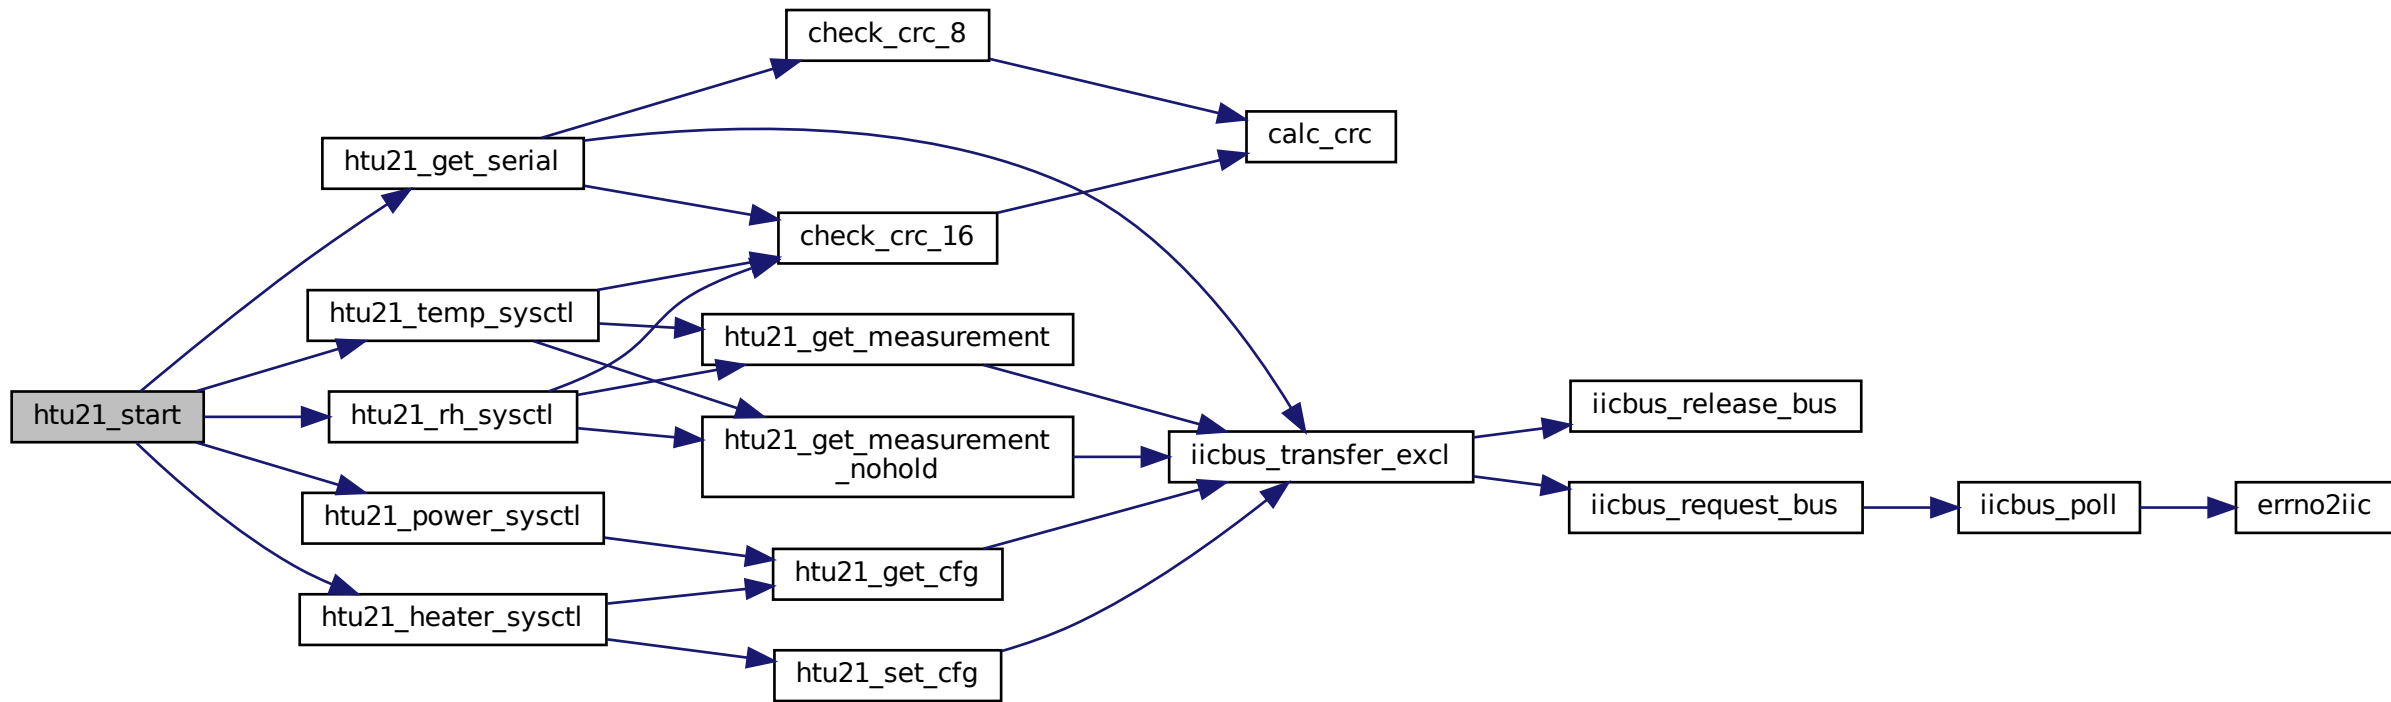 check_crc_8
calc_crc
htu21_get_serial
check_crc_16
htu21_temp_sysctl
htu21_get_measurement
htu21_start
htu21_rh_sysctl
iicbus_release_bus
htu21_get_measurement
_nohold
iicbus_transfer_excl
htu21_power_sysctl
iicbus_request_bus
iicbus_poll
errno2iic
htu21_get_cfg
htu21_heater_sysctl
htu21_set_cfg